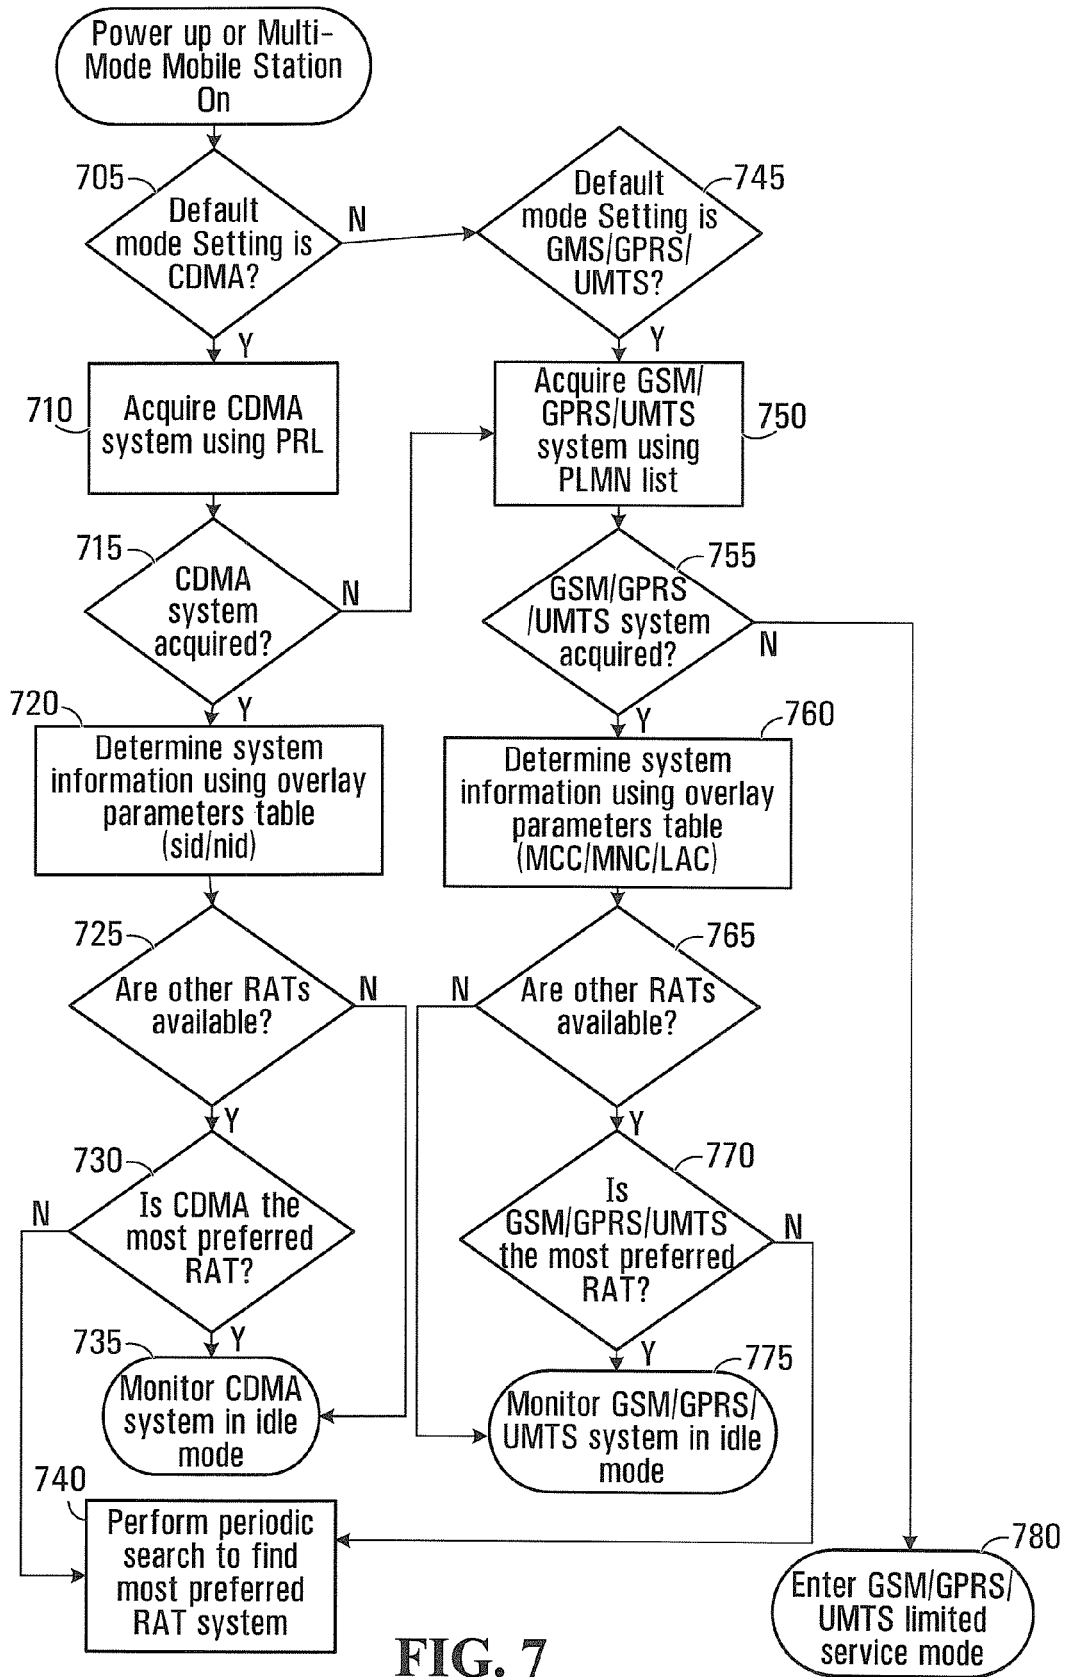 Power up or Multi-
Mode Mobile Station
On
705
Default
mode Setting is
CDMA?
N
Y
745
Default
mode Setting is
GMS/GPRS/
UMTS?
Y
710
Acquire CDMA
system using PRL
Acquire GSM/
GPRS/UMTS
system using
PLMN list
750
715
CDMA
system
acquired?
N
Y
755
GSM/GPRS
/UMTS system
acquired?
N
Y
720
Determine system
information using overlay
parameters table
(sid/nid)
760
Determine system
information using overlay
parameters table
(MCC/MNC/LAC)
725
Are other RATs
available?
N
Y
765
Are other RATs
available?
N
Y
730
Is CDMA the
most preferred
RAT?
N
Y
770
Is
GSM/GPRS/UMTS
the most preferred
RAT?
N
Y
735
Monitor CDMA
system in idle
mode
775
Monitor GSM/GPRS/
UMTS system in idle
mode
740
Perform periodic
search to find
most preferred
RAT system
780
Enter GSM/GPRS/
UMTS limited
service mode
FIG. 7